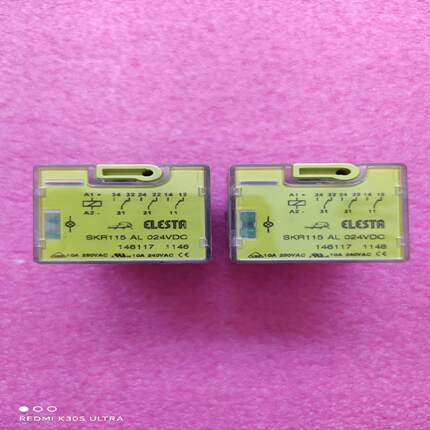 A1+ 34 32 24 22 14 12
A2- 31 21 11
ELESTA
SKR115 AL 024VDC
146117 1146
10A 250VAC 10A 240VAC CE
A1+ 34 32 24 22 14 12
A2- 31 21 11
ELESTA
SKR115 AL 024VDC
146117 1148
10A 250VAC 10A 240VAC CE
REDMI K30S ULTRA